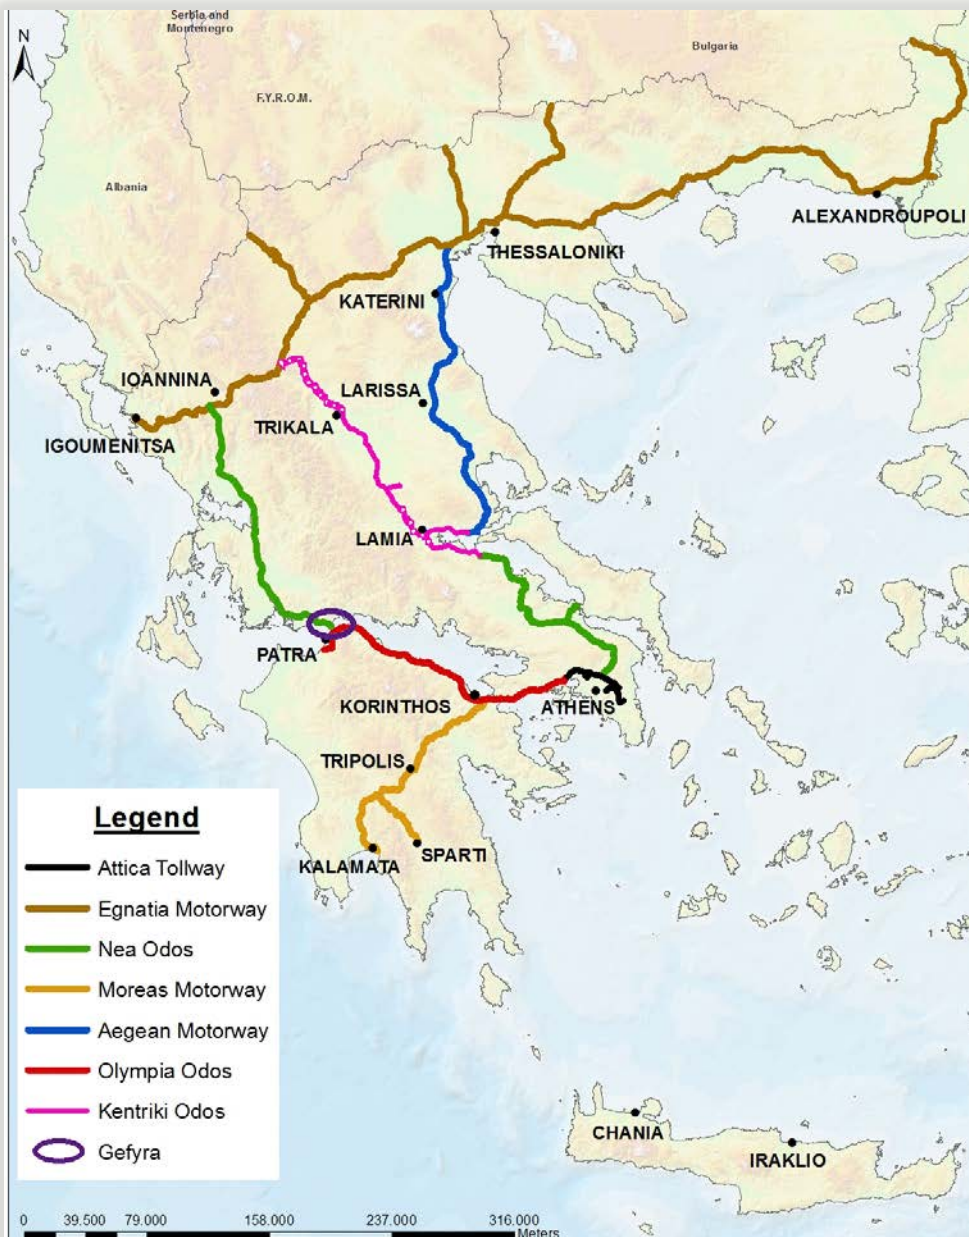 Serbia and
Montenegro
N
Bulgaria
F.Y.R.O.M.
Albania
ALEXANDROUPOLI
THESSALONIKI
KATERINI
IOANNINA
LARISSA
TRIKALA
IGOUMENITSA
LAMIA
PATRA
KORINTHOS
ATHENS
TRIPOLIS
SPARTI
KALAMATA
Legend
Attica Tollway
Egnatia Motorway
Nea Odos
Moreas Motorway
Aegean Motorway
Olympia Odos
Kentriki Odos
Gefyra
CHANIA
IRAKLIO
0 39.500 79.000 158.000 237.000 316.000
Meters